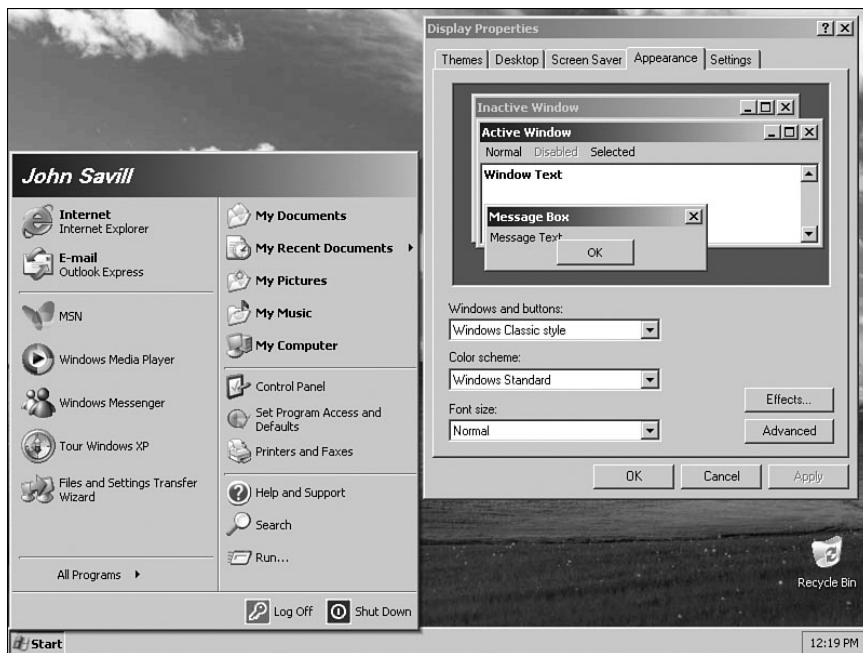 Display Properties
Themes Desktop Screen Saver Appearance Settings
Inactive Window
Active Window
Normal Disabled Selected
Window Text
Message Box
Message Text
OK
Windows and buttons:
Windows Classic style
Color scheme:
Windows Standard
Font size:
Normal
Effects...
Advanced
OK Cancel Apply
John Savill
Internet
Internet Explorer
E-mail
Outlook Express
MSN
Windows Media Player
Windows Messenger
Tour Windows XP
Files and Settings Transfer
Wizard
All Programs
My Documents
My Recent Documents
My Pictures
My Music
My Computer
Control Panel
Set Program Access and
Defaults
Printers and Faxes
Help and Support
Search
Run...
Log Off Shut Down
Recycle Bin
Start
12:19 PM